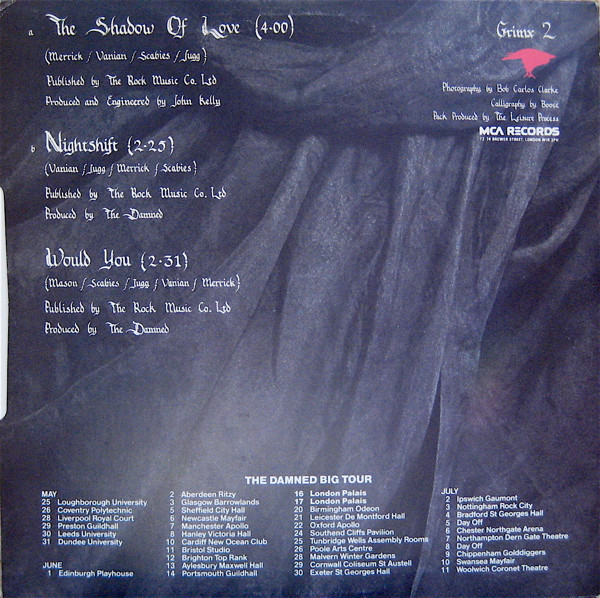 a The Shadow Of Love (4·00)
(Merrick / Vanian / Scabies / Jugg)
Published by The Rock Music Co. Ltd
Produced and Engineered by John Kelly
b Nightshift (2·25)
(Vanian / Jugg / Merrick / Scabies)
Published by The Rock Music Co. Ltd
Produced by The Damned
Would You (2·31)
(Mason / Scabies / Jugg / Vanian / Merrick)
Published by The Rock Music Co. Ltd
Produced by The Damned
Grimx 2
Photography by Bob Carlos Clarke
Calligraphy by Boose
Pack Produced by The Leisure Process
MCA RECORDS
72 74 BREWER STREET, LONDON W1R 3PH
THE DAMNED BIG TOUR
MAY
25 Loughborough University
26 Coventry Polytechnic
28 Liverpool Royal Court
29 Preston Guildhall
30 Leeds University
31 Dundee University
JUNE
1 Edinburgh Playhouse
2 Aberdeen Ritzy
3 Glasgow Barrowlands
5 Sheffield City Hall
6 Newcastle Mayfair
7 Manchester Apollo
8 Hanley Victoria Hall
10 Cardiff New Ocean Club
11 Bristol Studio
12 Brighton Top Rank
13 Aylesbury Maxwell Hall
14 Portsmouth Guildhall
16 London Palais
17 London Palais
20 Birmingham Odeon
21 Leicester De Montford Hall
22 Oxford Apollo
24 Southend Cliffs Pavilion
25 Tunbridge Wells Assembly Rooms
26 Poole Arts Centre
28 Malvern Winter Gardens
29 Cornwall Coliseum St Austell
30 Exeter St Georges Hall
JULY
2 Ipswich Gaumont
3 Nottingham Rock City
4 Bradford St Georges Hall
5 Day Off
6 Chester Northgate Arena
7 Northampton Dern Gate Theatre
8 Day Off
9 Chippenham Golddiggers
10 Swansea Mayfair
11 Woolwich Coronet Theatre